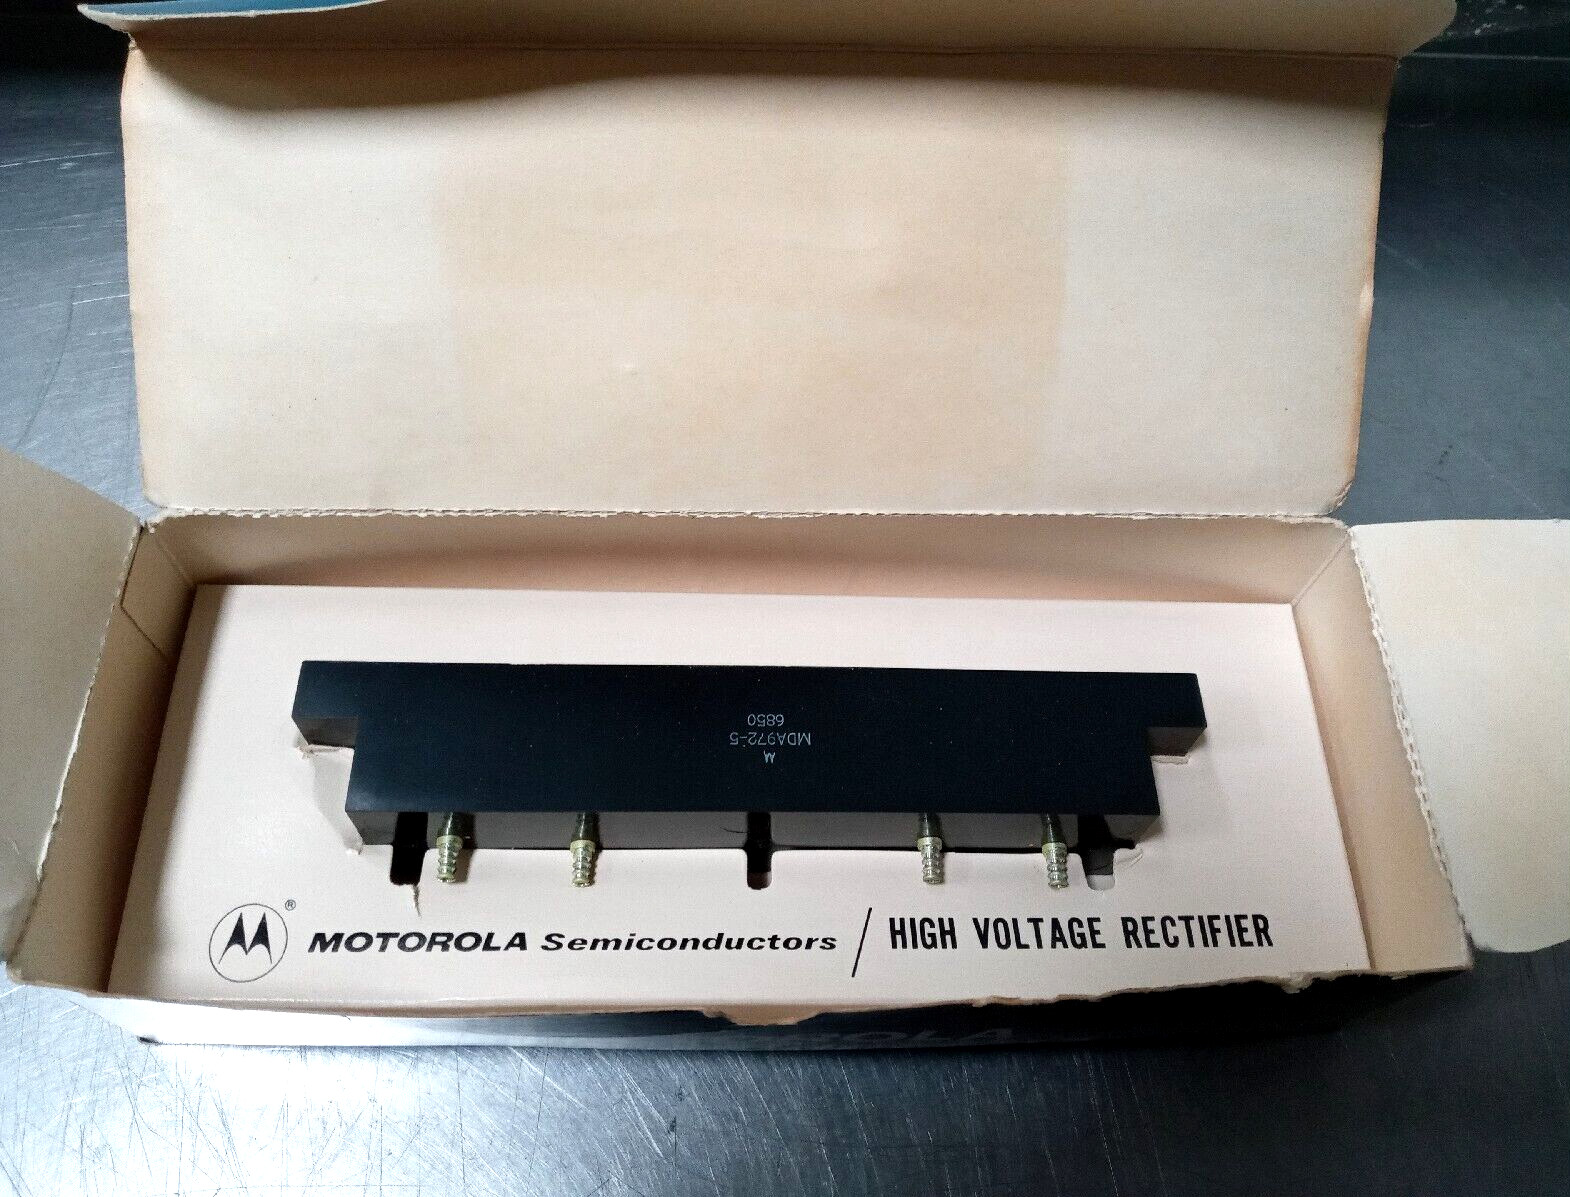 MDA972-5
6850
® MOTOROLA Semiconductors / HIGH VOLTAGE RECTIFIER